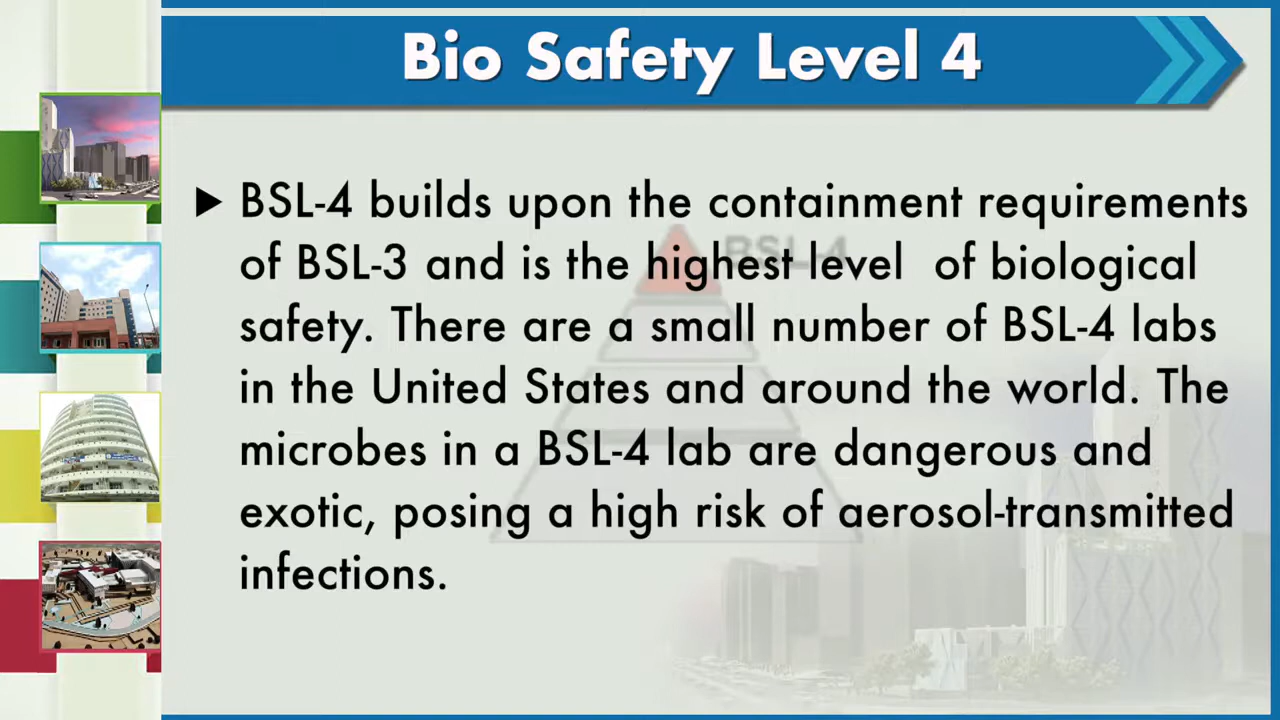 Bio Safety Level 4
BSL-4 builds upon the containment requirements
of BSL-3 and is the highest level of biological
safety. There are a small number of BSL-4 labs
in the United States and around the world. The
microbes in a BSL-4 lab are dangerous and
exotic, posing a high risk of aerosol-transmitted
infections.
BSL-4